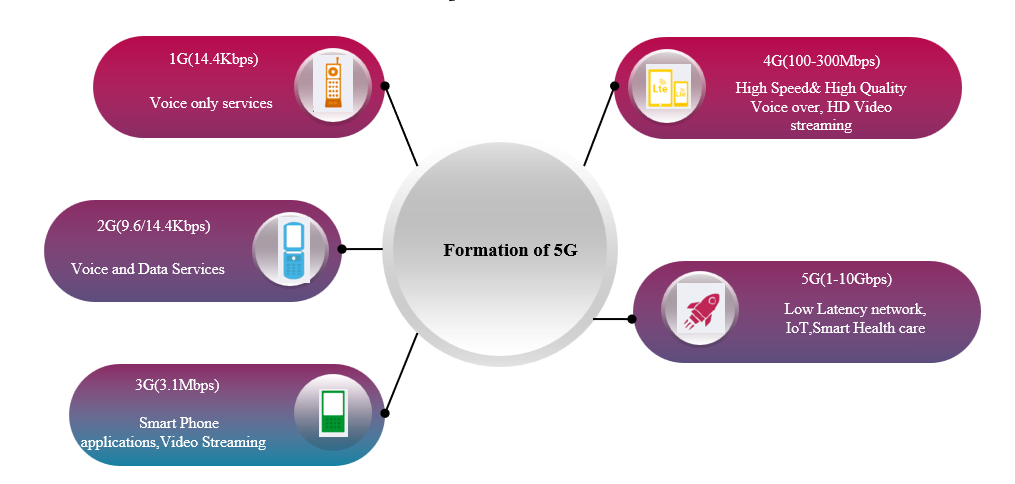 1G(14.4Kbps)
Voice only services
2G(9.6/14.4Kbps)
Voice and Data Services
3G(3.1Mbps)
Smart Phone
applications,Video Streaming
Formation of 5G
4G(100-300Mbps)
Lte
Lte
High Speed& High Quality
Voice over, HD Video
streaming
5G(1-10Gbps)
Low Latency network,
IoT,Smart Health care